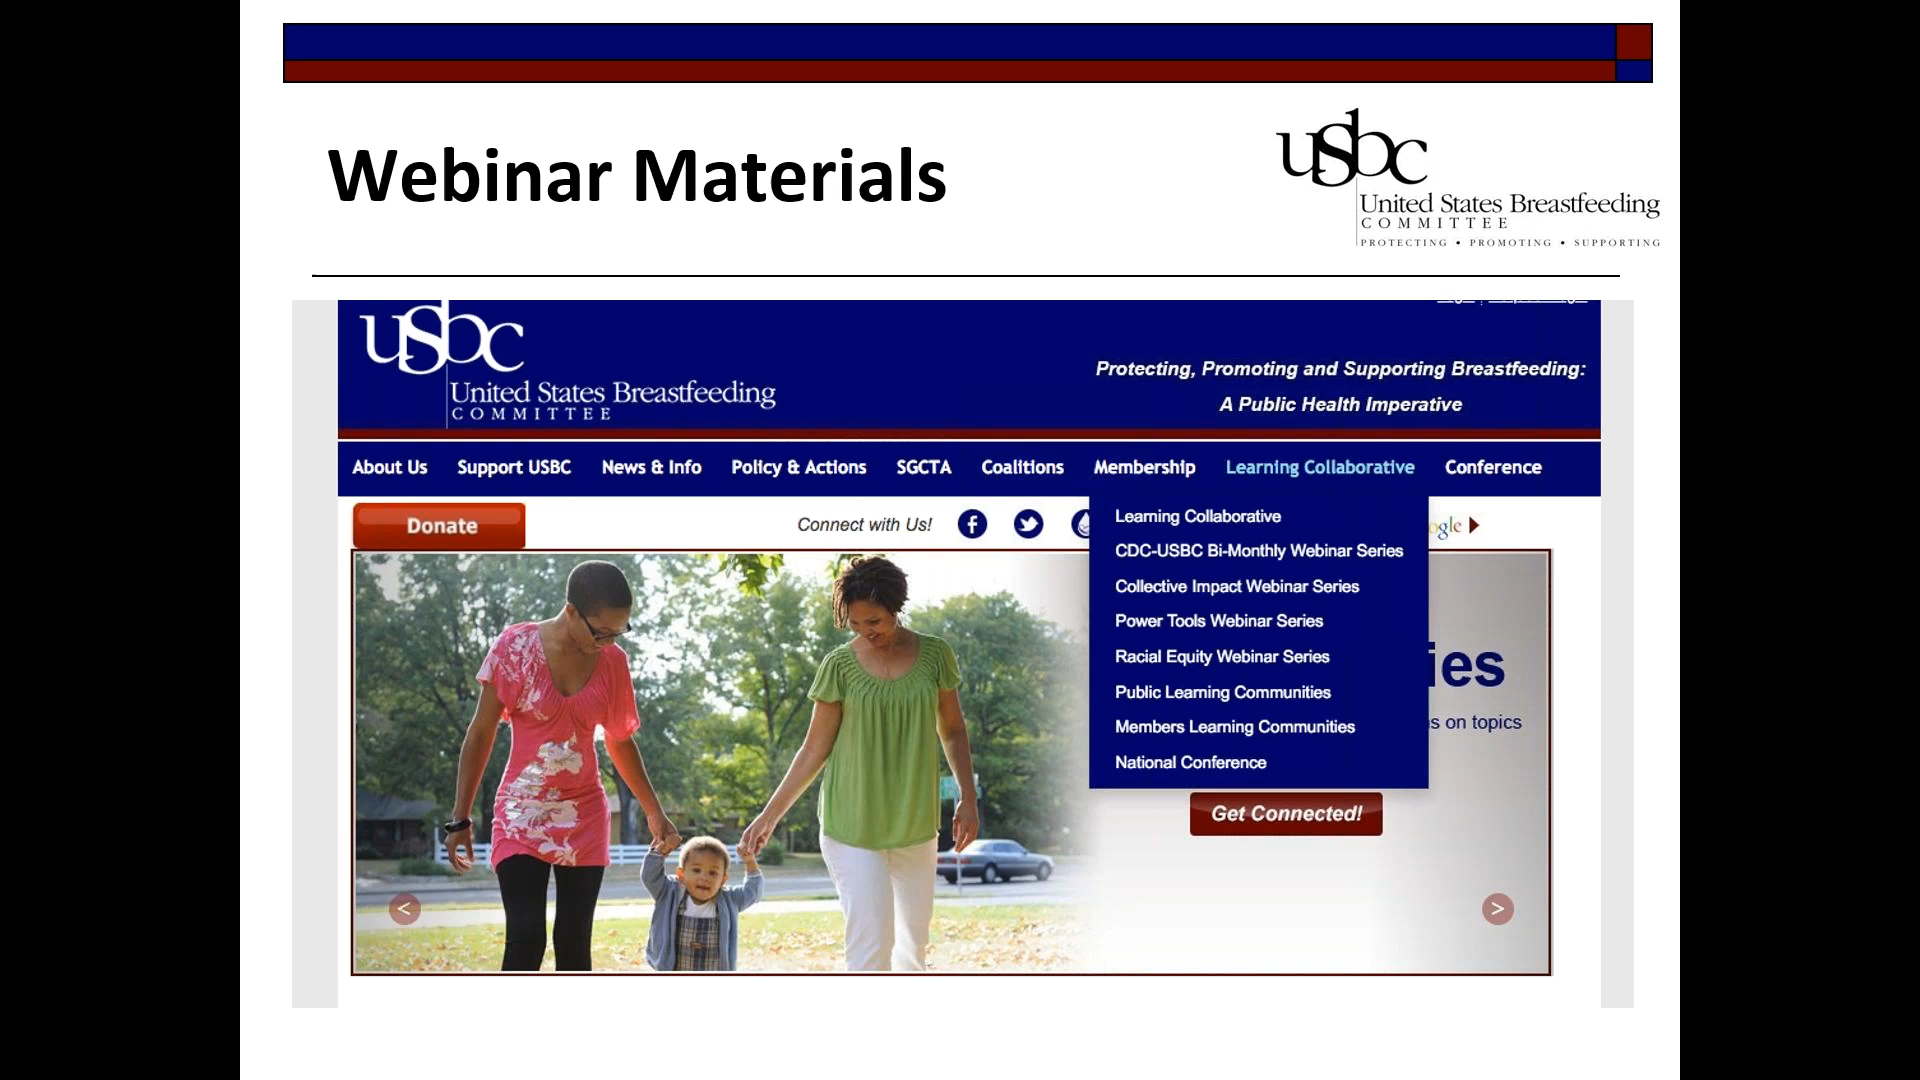 Webinar Materials
usbc
United States Breastfeeding
COMMITTEE
PROTECTING • PROMOTING • SUPPORTING
usbc
United States Breastfeeding
COMMITTEE
Protecting, Promoting and Supporting Breastfeeding:
A Public Health Imperative
About Us Support USBC News & Info Policy & Actions SGCTA Coalitions Membership Learning Collaborative Conference
Donate
Connect with Us!
Learning Collaborative
CDC-USBC Bi-Monthly Webinar Series
Collective Impact Webinar Series
Power Tools Webinar Series
Racial Equity Webinar Series
Public Learning Communities
Members Learning Communities
National Conference
ies
on topics
Get Connected!
< >